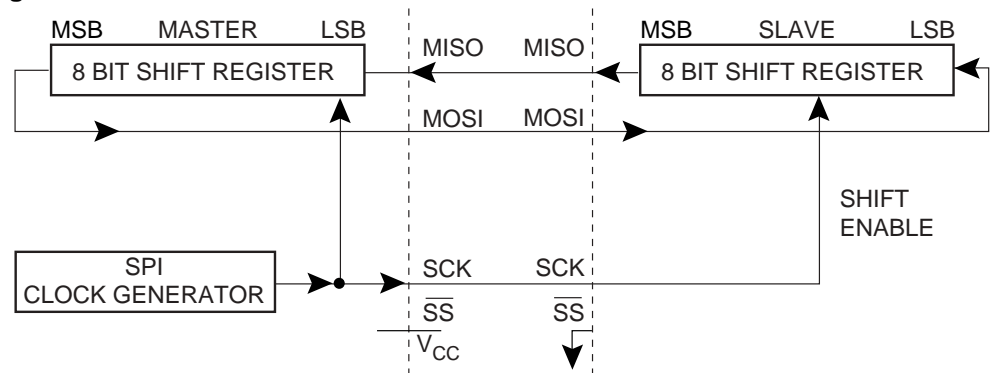 MSB MASTER LSB MISO MISO MSB SLAVE LSB
8 BIT SHIFT REGISTER 8 BIT SHIFT REGISTER
MOSI MOSI
SHIFT
ENABLE
SPI
CLOCK GENERATOR
SCK SCK
SS SS
VCC